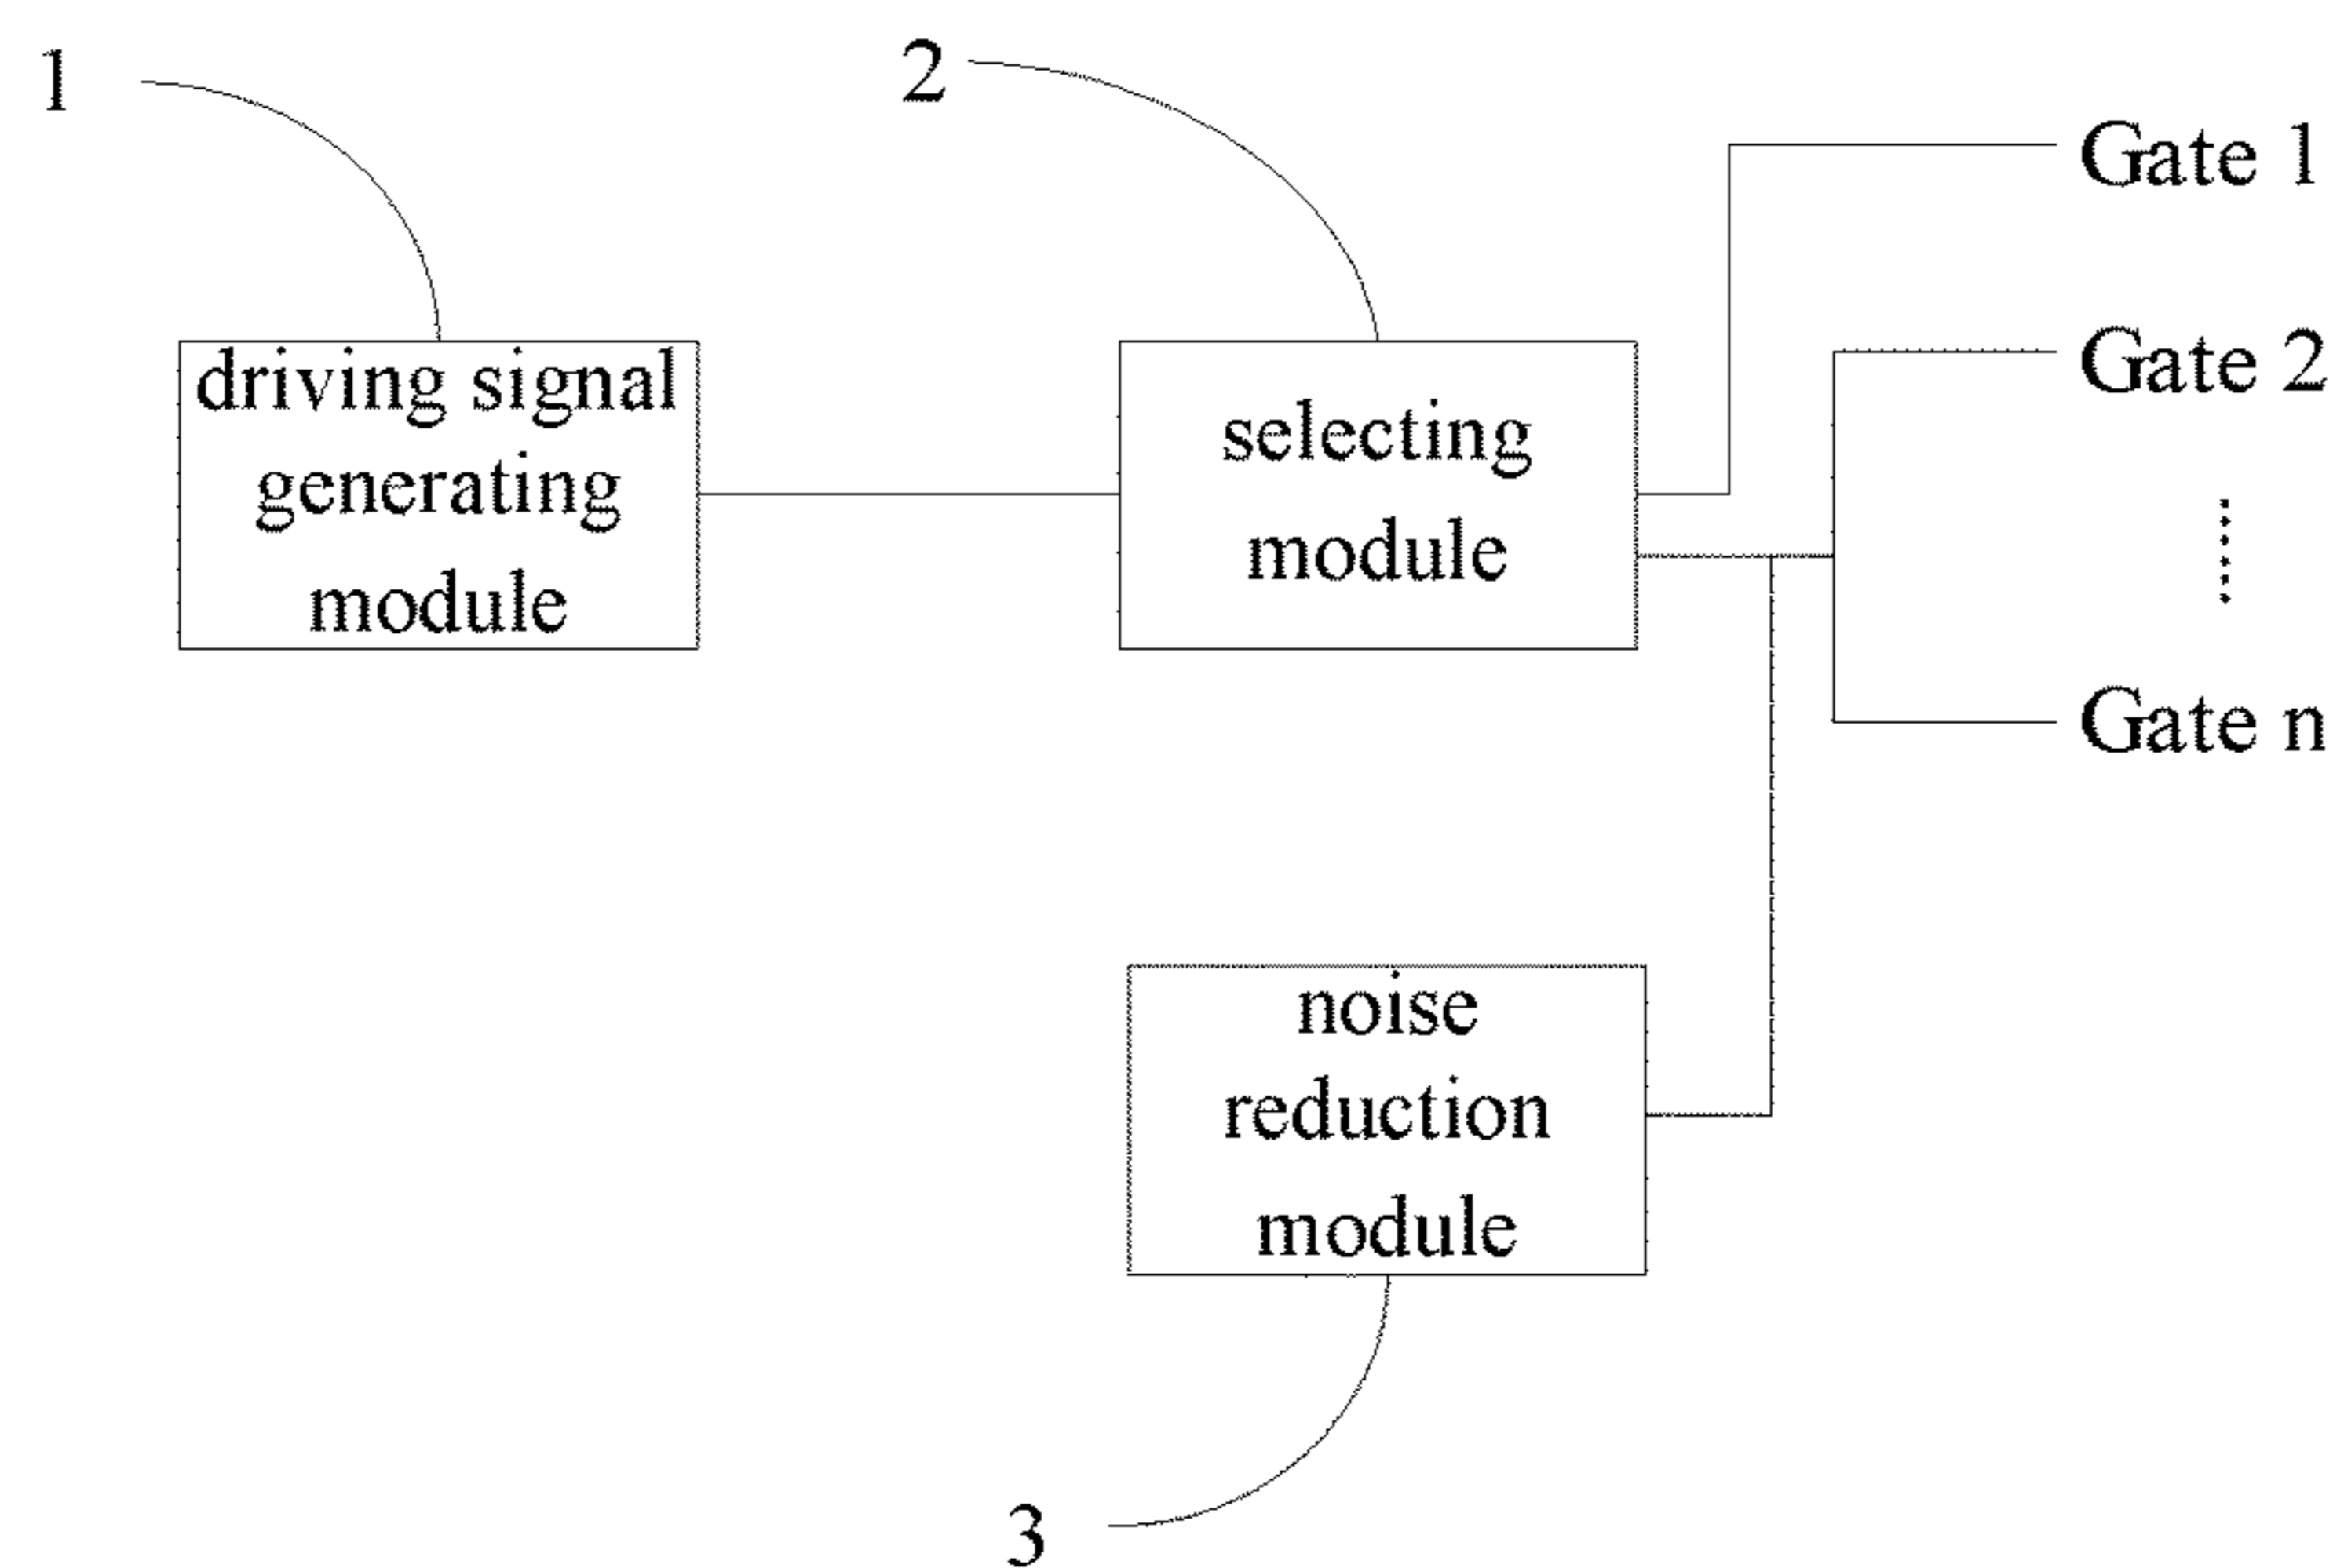 1
2
Gate 1
Gate 2
Gate n
driving signal
generating
module
selecting
module
noise
reduction
module
3